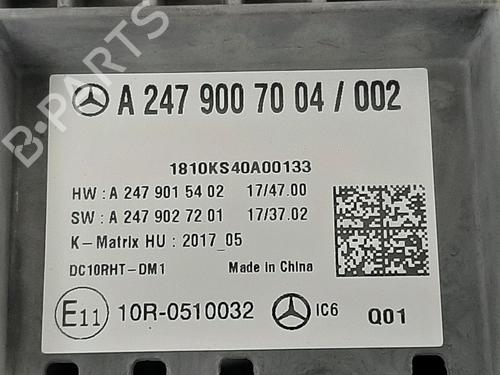 B-PARTS
A 247 900 70 04 / 002
1810KS40A00133
HW : A 247 901 54 02 17/47.00
SW : A 247 902 72 01 17/37.02
K-Matrix HU : 2017_05
DC10RHT-DM1 Made in China
E11 10R-0510032 IC6 Q01